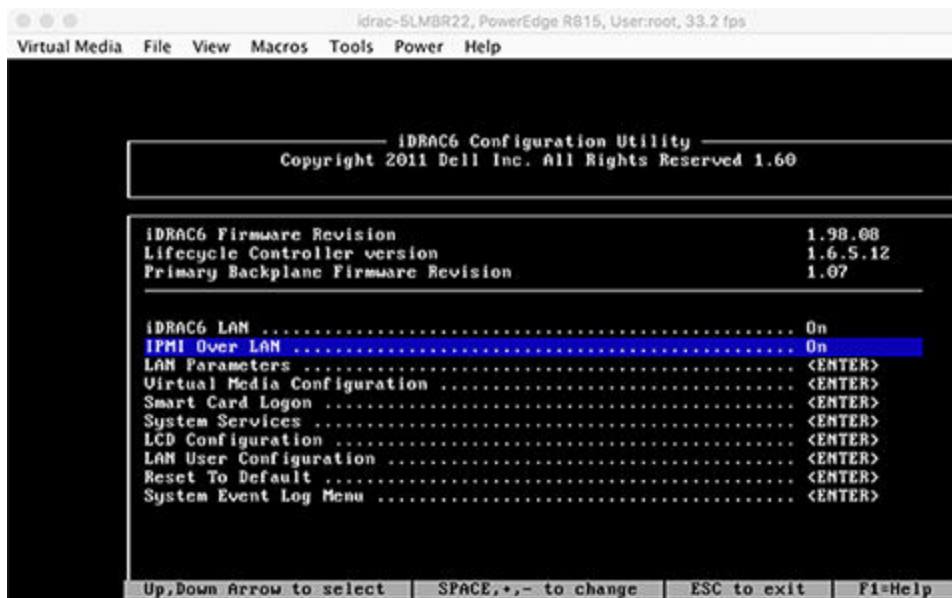 idrac-5LMBR22, PowerEdge R815, User:root, 33.2 fps
Virtual Media File View Macros Tools Power Help
iDRAC6 Configuration Utility
Copyright 2011 Dell Inc. All Rights Reserved 1.60
iDRAC6 Firmware Revision 1.98.08
Lifecycle Controller version 1.6.5.12
Primary Backplane Firmware Revision 1.07
iDRAC6 LAN ................................................... On
IPMI Over LAN ................................................ On
LAN Parameters ............................................... <ENTER>
Virtual Media Configuration .................................. <ENTER>
Smart Card Logon ............................................. <ENTER>
System Services .............................................. <ENTER>
LCD Configuration ............................................ <ENTER>
LAN User Configuration ....................................... <ENTER>
Reset To Default ............................................. <ENTER>
System Event Log Menu ........................................ <ENTER>
Up,Down Arrow to select SPACE,+,- to change ESC to exit F1=Help